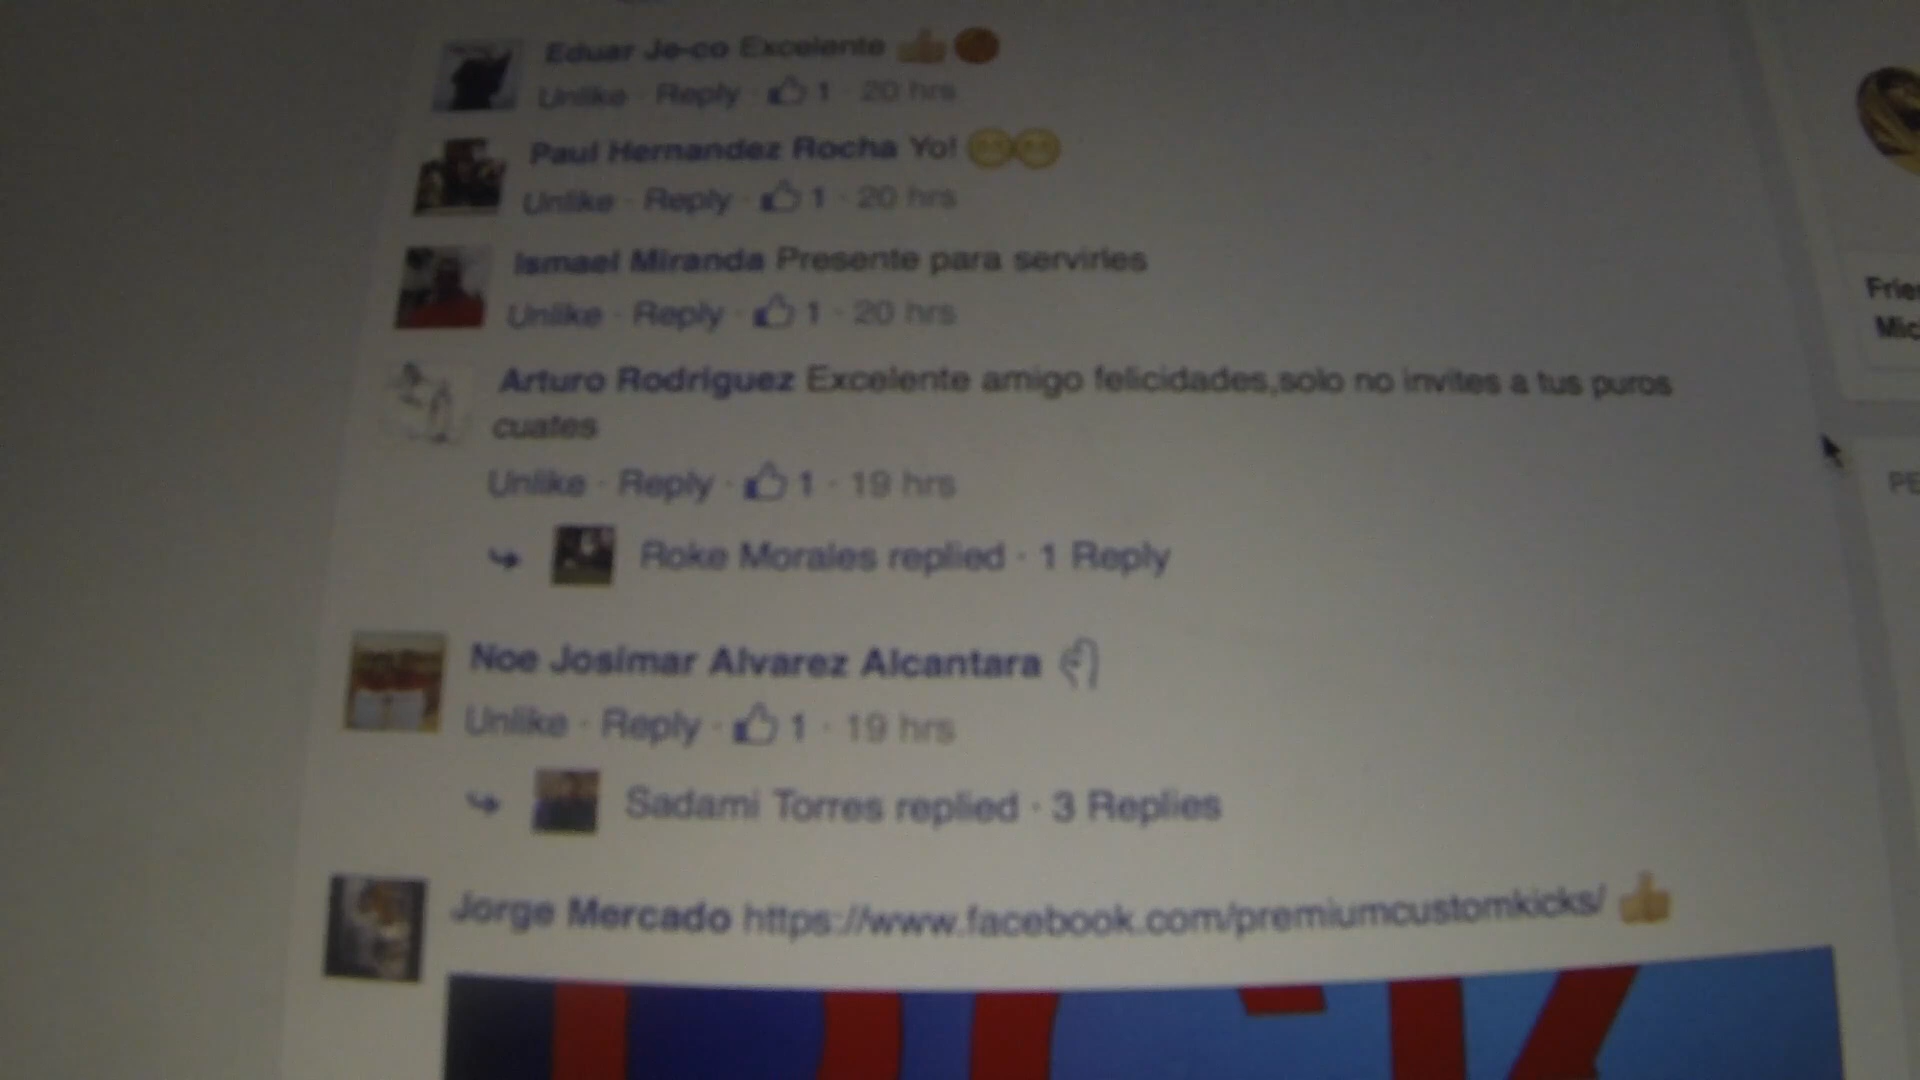 Eduar Je-co Excelente 👍🏀
Unlike · Reply · 1 · 20 hrs
Paul Hernandez Rocha Yo! 😁😁
Unlike · Reply · 1 · 20 hrs
Ismael Miranda Presente para servirles
Unlike · Reply · 1 · 20 hrs
Arturo Rodriguez Excelente amigo felicidades,solo no invites a tus puros
cuates
Unlike · Reply · 1 · 19 hrs
Roke Morales replied · 1 Reply
Noe Josimar Alvarez Alcantara
Unlike · Reply · 1 · 19 hrs
Sadami Torres replied · 3 Replies
Jorge Mercado https://www.facebook.com/premiumcustomkicks/ 👍